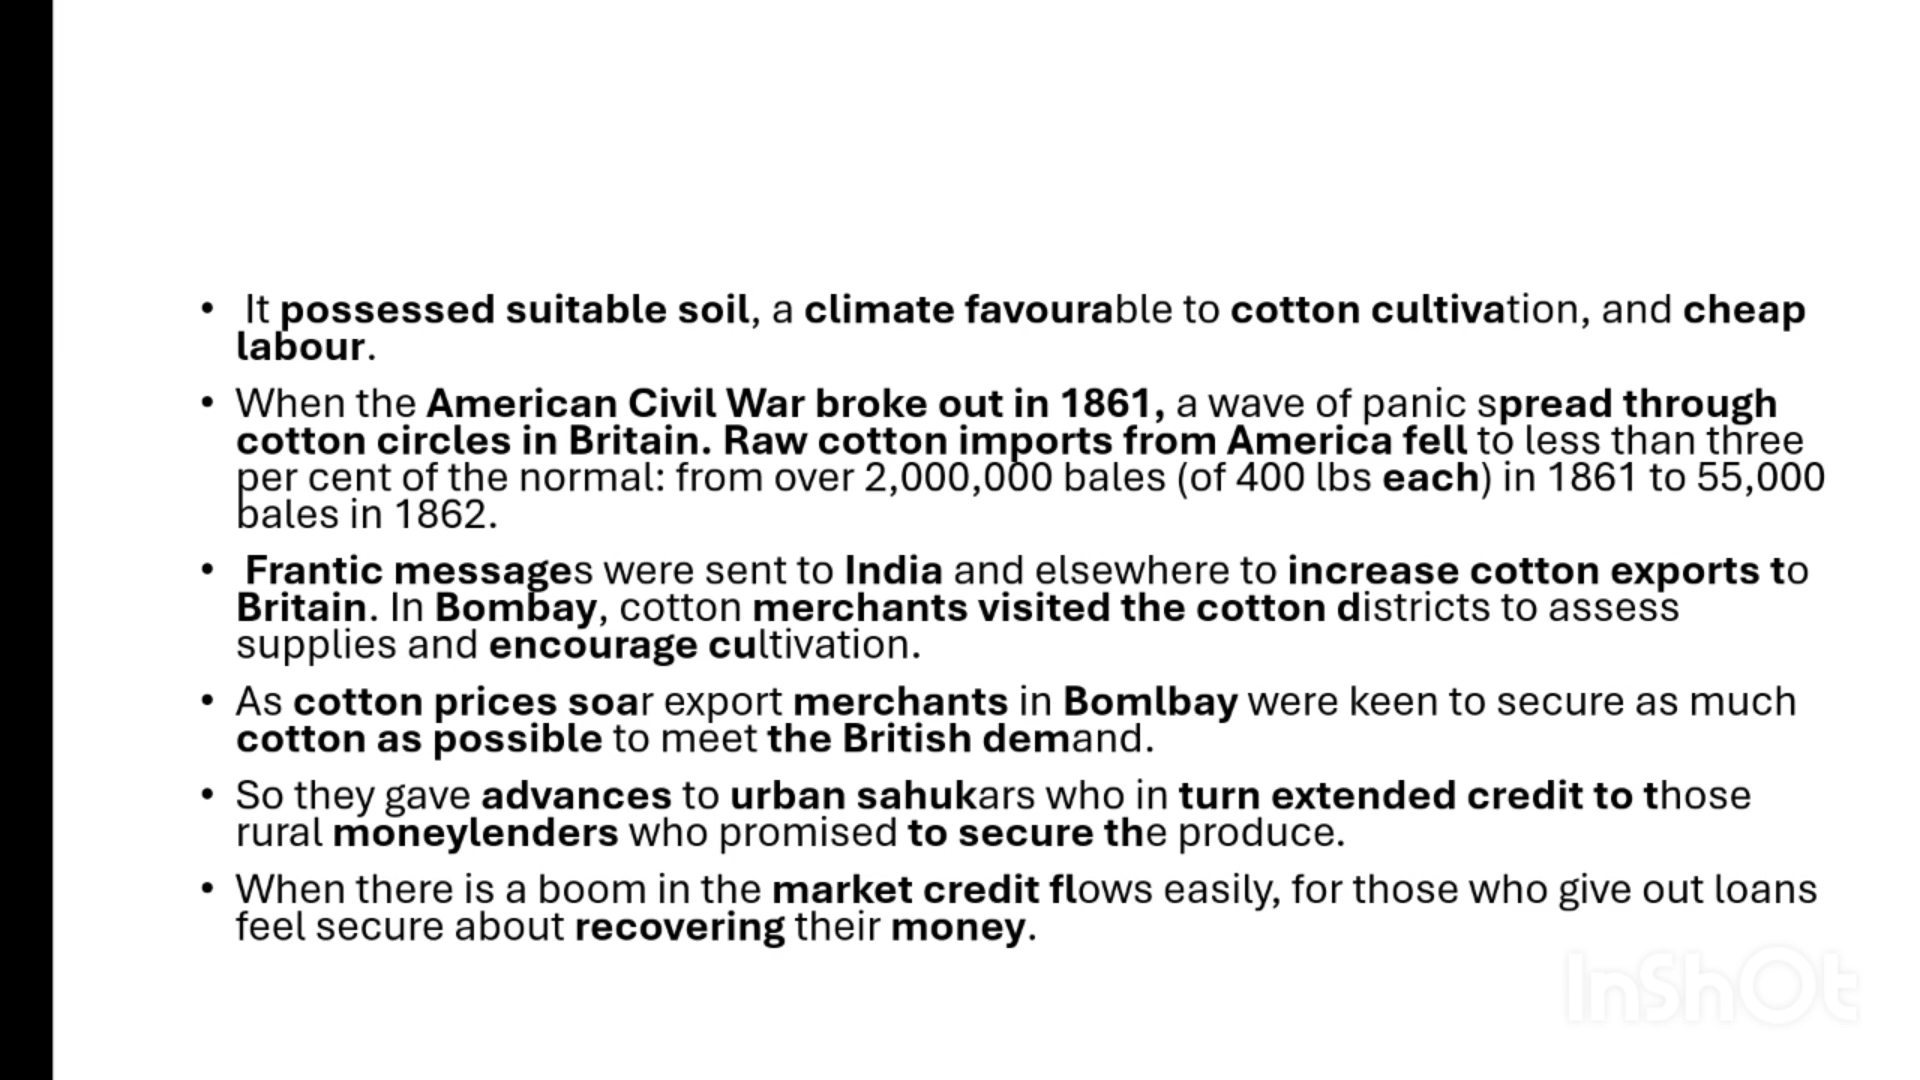 • It possessed suitable soil, a climate favourable to cotton cultivation, and cheap
labour.
• When the American Civil War broke out in 1861, a wave of panic spread through
cotton circles in Britain. Raw cotton imports from America fell to less than three
per cent of the normal: from over 2,000,000 bales (of 400 lbs each) in 1861 to 55,000
bales in 1862.
• Frantic messages were sent to India and elsewhere to increase cotton exports to
Britain. In Bombay, cotton merchants visited the cotton districts to assess
supplies and encourage cultivation.
• As cotton prices soar export merchants in Bomlbay were keen to secure as much
cotton as possible to meet the British demand.
• So they gave advances to urban sahukars who in turn extended credit to those
rural moneylenders who promised to secure the produce.
• When there is a boom in the market credit flows easily, for those who give out loans
feel secure about recovering their money.
InShOt